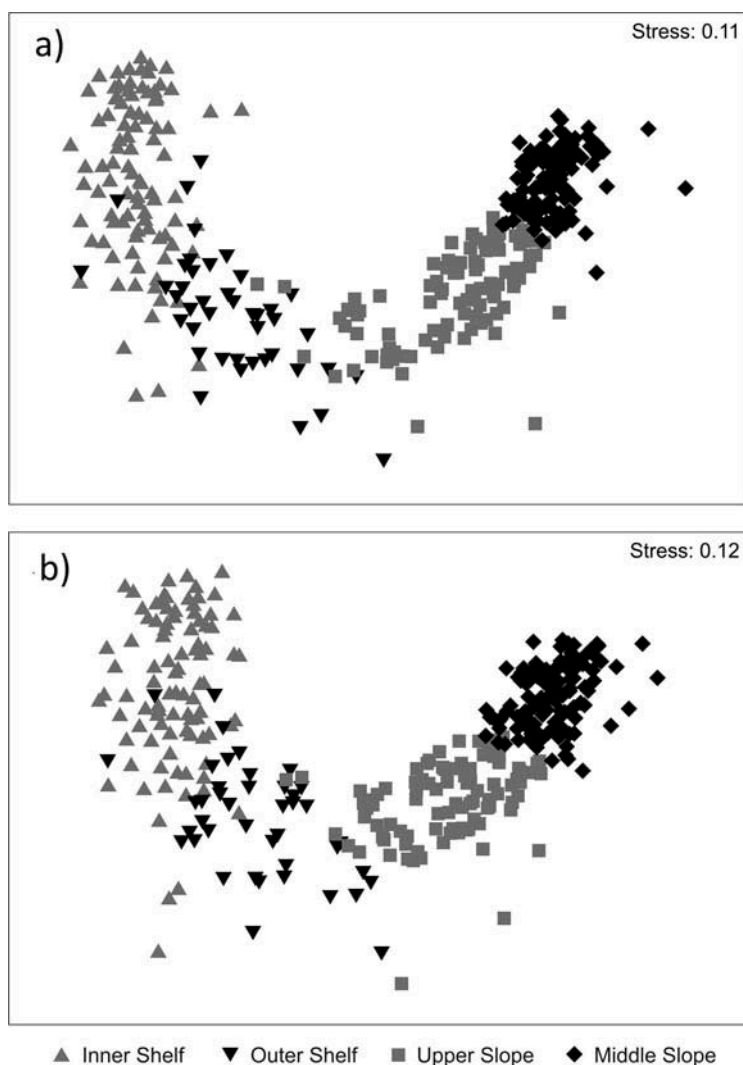 a)
Stress: 0.11
b)
Stress: 0.12
Inner Shelf Outer Shelf Upper Slope Middle Slope